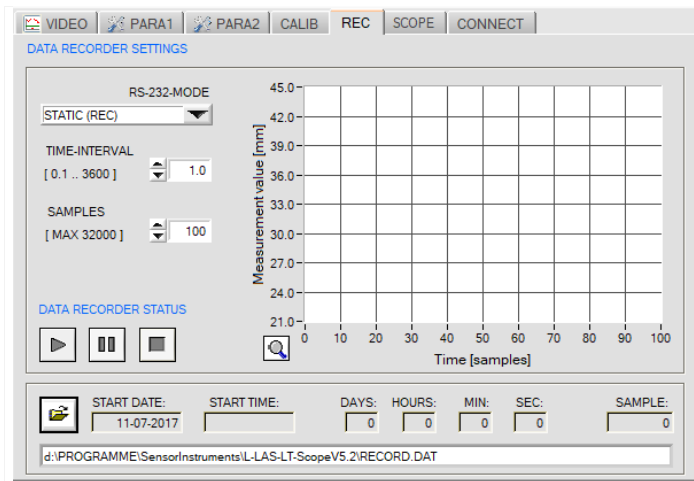 VIDEO PARA1 PARA2 CALIB REC SCOPE CONNECT
DATA RECORDER SETTINGS
RS-232-MODE
STATIC (REC)
TIME-INTERVAL
[ 0.1 .. 3600 ] 1.0
SAMPLES
[ MAX 32000 ] 100
DATA RECORDER STATUS
Measurement value [mm]
45.0
42.0
39.0
36.0
33.0
30.0
27.0
24.0
21.0
0 10 20 30 40 50 60 70 80 90 100
Time [samples]
START DATE: START TIME: DAYS: HOURS: MIN: SEC: SAMPLE:
11-07-2017 0 0 0 0 0
d:\PROGRAMME\SensorInstruments\L-LAS-LT-ScopeV5.2\RECORD.DAT